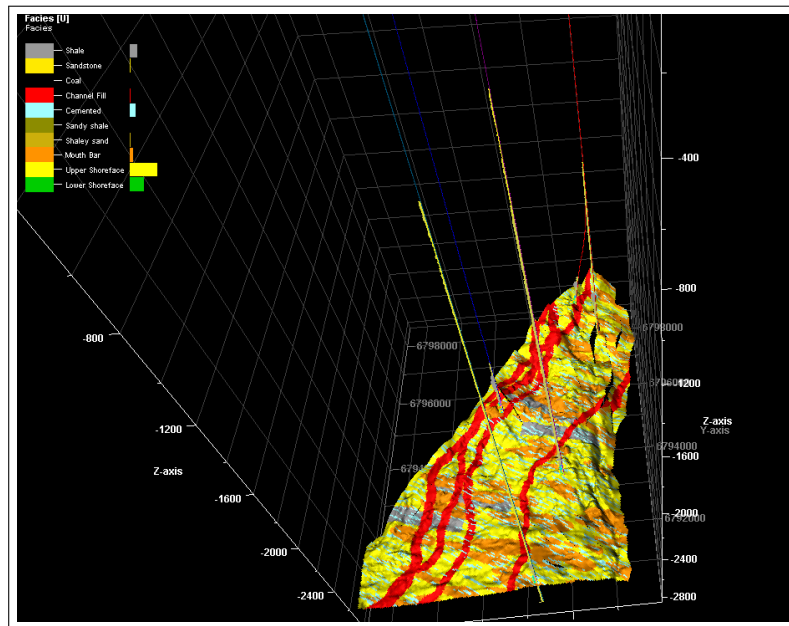 Facies [U]
Facies
Shale
Sandstone
Coal
Channel Fill
Cemented
Sandy shale
Shaley sand
Mouth Bar
Upper Shoreface
Lower Shoreface
-400
-800
6798000
-800
6798000
-1200
6796000
Z-axis
Y-axis
-1200
6794000
-1600
Z-axis
-1600
-2000
6792000
-2000
-2400
-2400
-2800